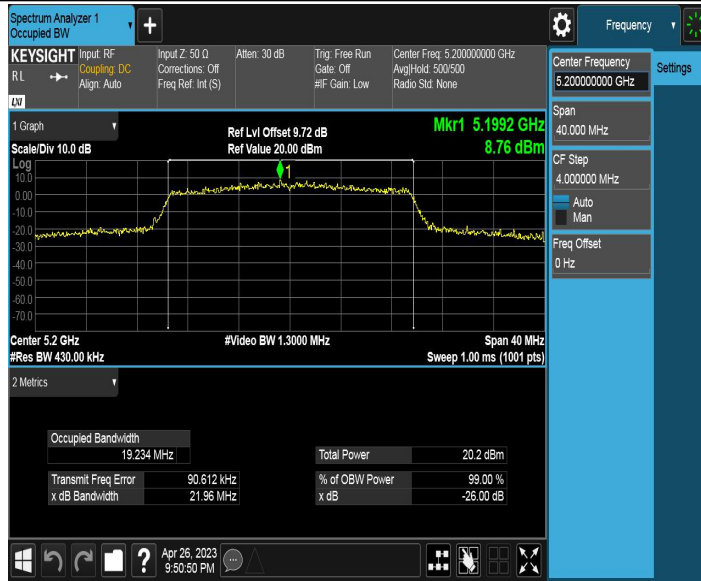 Spectrum Analyzer 1
Occupied BW
+
Frequency
KEYSIGHT
RL
LXI
Input: RF
Coupling: DC
Align: Auto
Input Z: 50 Ω
Corrections: Off
Freq Ref: Int (S)
Atten: 30 dB
Trig: Free Run
Gate: Off
#IF Gain: Low
Center Freq: 5.200000000 GHz
Avg|Hold: 500/500
Radio Std: None
Center Frequency
5.200000000 GHz
Settings
Span
40.000 MHz
CF Step
4.000000 MHz
Auto
Man
Freq Offset
0 Hz
1 Graph
Scale/Div 10.0 dB
Ref Lvl Offset 9.72 dB
Ref Value 20.00 dBm
Mkr1 5.1992 GHz
8.76 dBm
Log
10.0
0.00
-10.0
-20.0
-30.0
-40.0
-50.0
-60.0
-70.0
1
Center 5.2 GHz
#Res BW 430.00 kHz
#Video BW 1.3000 MHz
Span 40 MHz
Sweep 1.00 ms (1001 pts)
2 Metrics
Occupied Bandwidth
19.234 MHz
Total Power 20.2 dBm
Transmit Freq Error 90.612 kHz
% of OBW Power 99.00 %
x dB Bandwidth 21.96 MHz
x dB -26.00 dB
?
Apr 26, 2023
9:50:50 PM